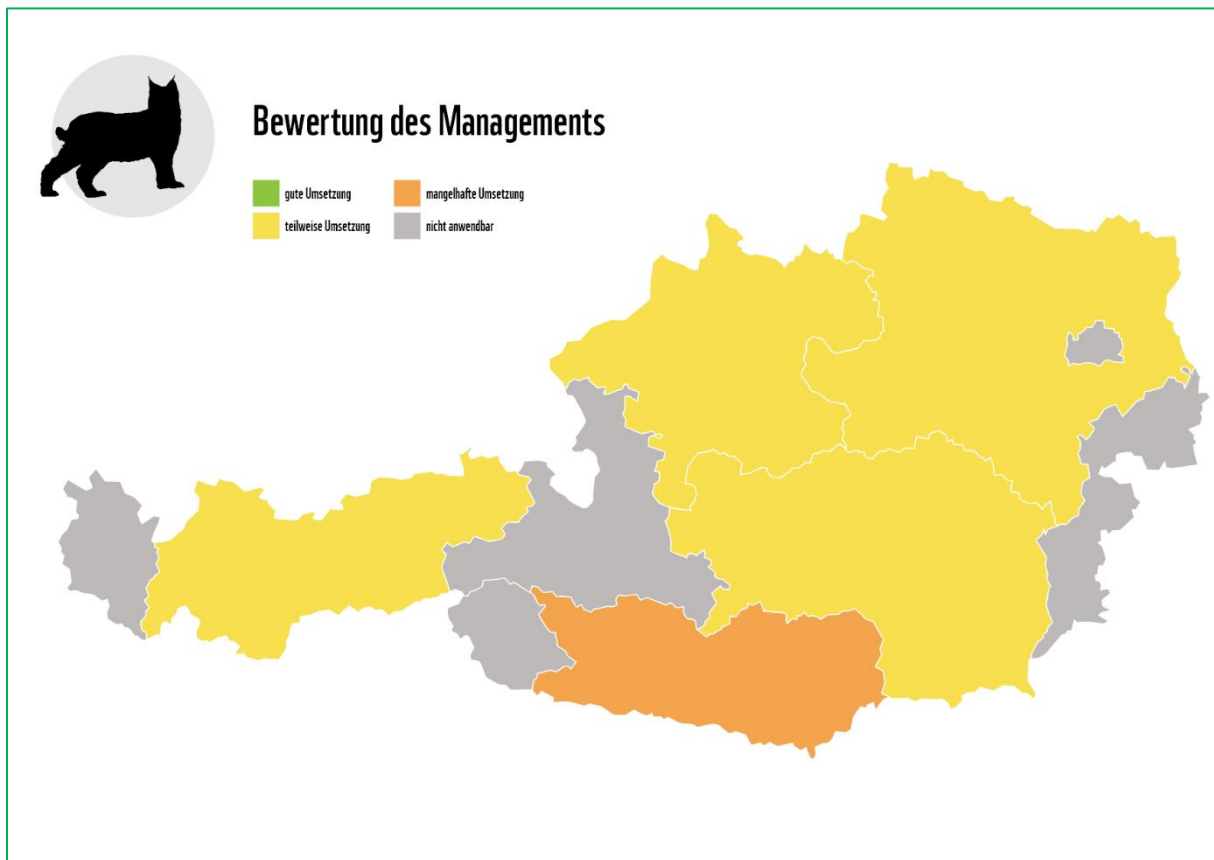 Bewertung des Managements
gute Umsetzung
mangelhafte Umsetzung
teilweise Umsetzung
nicht anwendbar